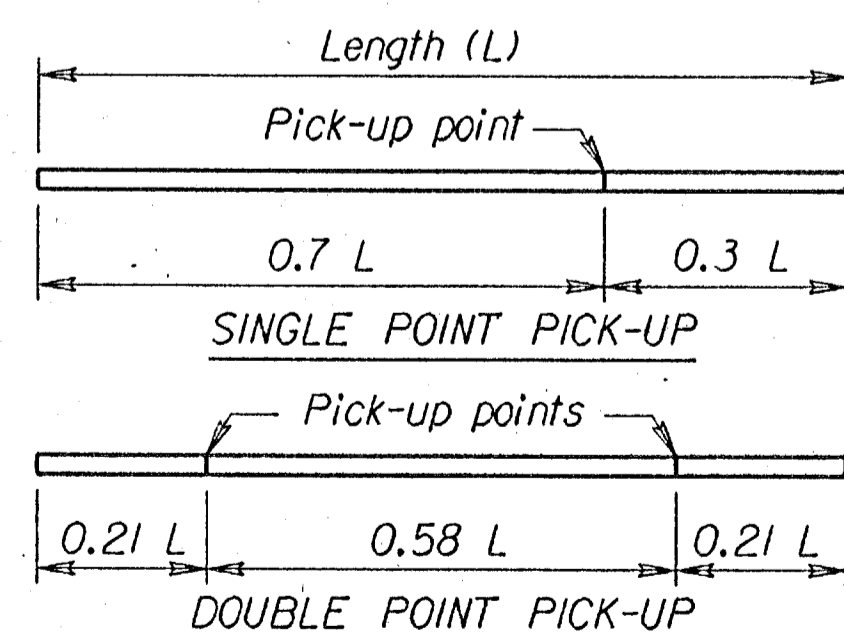 Length (L)
Pick-up point
0.7 L 0.3 L
SINGLE POINT PICK-UP
Pick-up points
0.21 L 0.58 L 0.21 L
DOUBLE POINT PICK-UP